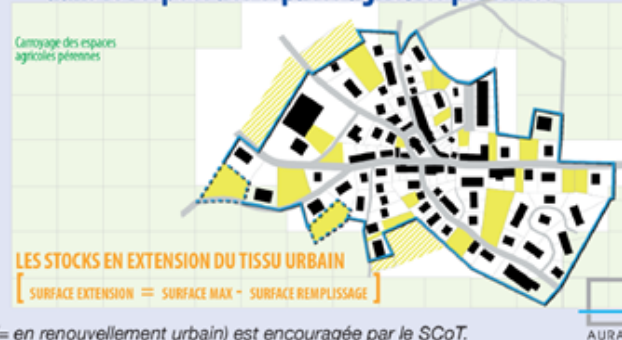 Carroyage des espaces
agricoles pérennes
LES STOCKS EN EXTENSION DU TISSU URBAIN
[ SURFACE EXTENSION = SURFACE MAX - SURFACE REMPLISSAGE ]
= en renouvellement urbain) est encouragée par le SCoT.
AURA